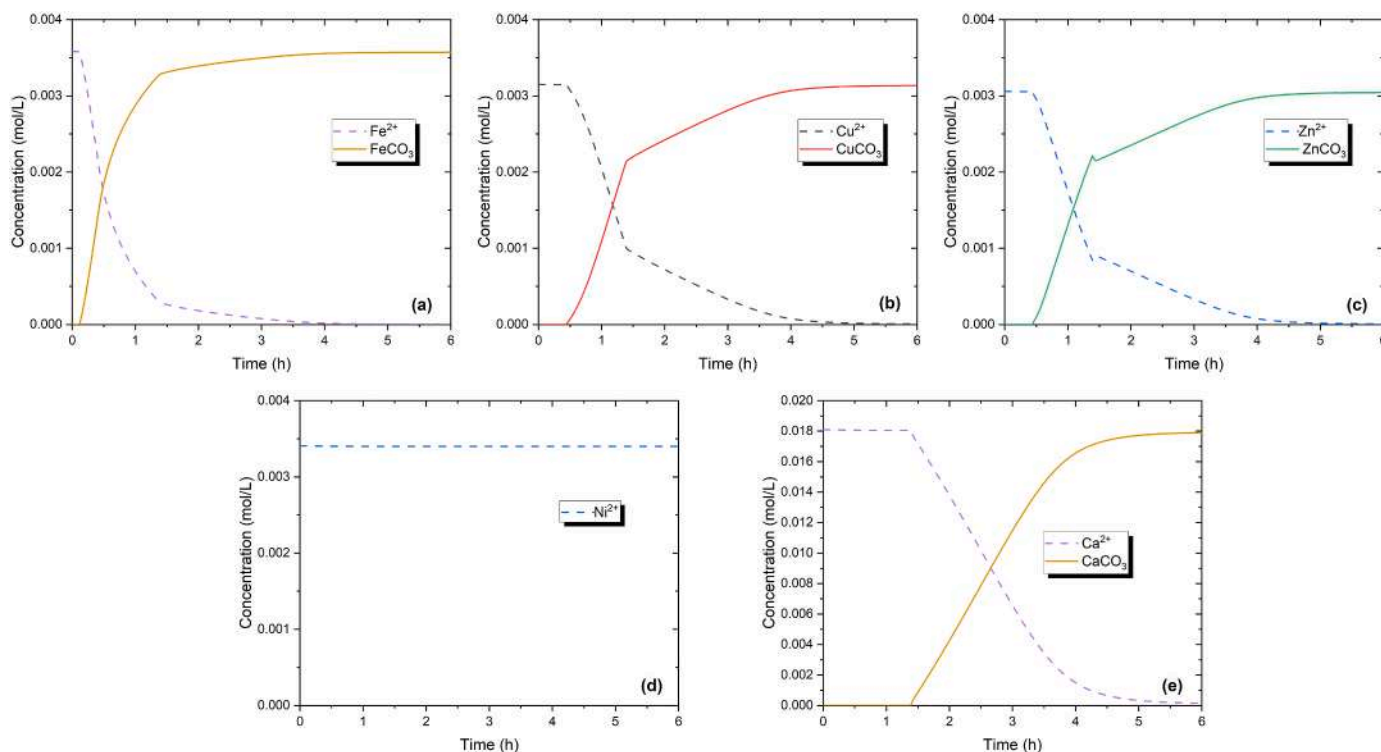 0.004
0.003
0.002
0.001
0.000
Concentration (mol/L)
Fe²⁺
FeCO₃
(a)
0 1 2 3 4 5 6
Time (h)
0.004
0.003
0.002
0.001
0.000
Concentration (mol/L)
Cu²⁺
CuCO₃
(b)
0 1 2 3 4 5 6
Time (h)
0.004
0.003
0.002
0.001
0.000
Concentration (mol/L)
Zn²⁺
ZnCO₃
(c)
0 1 2 3 4 5 6
Time (h)
0.004
0.003
0.002
0.001
0.000
Concentration (mol/L)
Ni²⁺
(d)
0 1 2 3 4 5 6
Time (h)
0.020
0.018
0.016
0.014
0.012
0.010
0.008
0.006
0.004
0.002
0.000
Concentration (mol/L)
Ca²⁺
CaCO₃
(e)
0 1 2 3 4 5 6
Time (h)